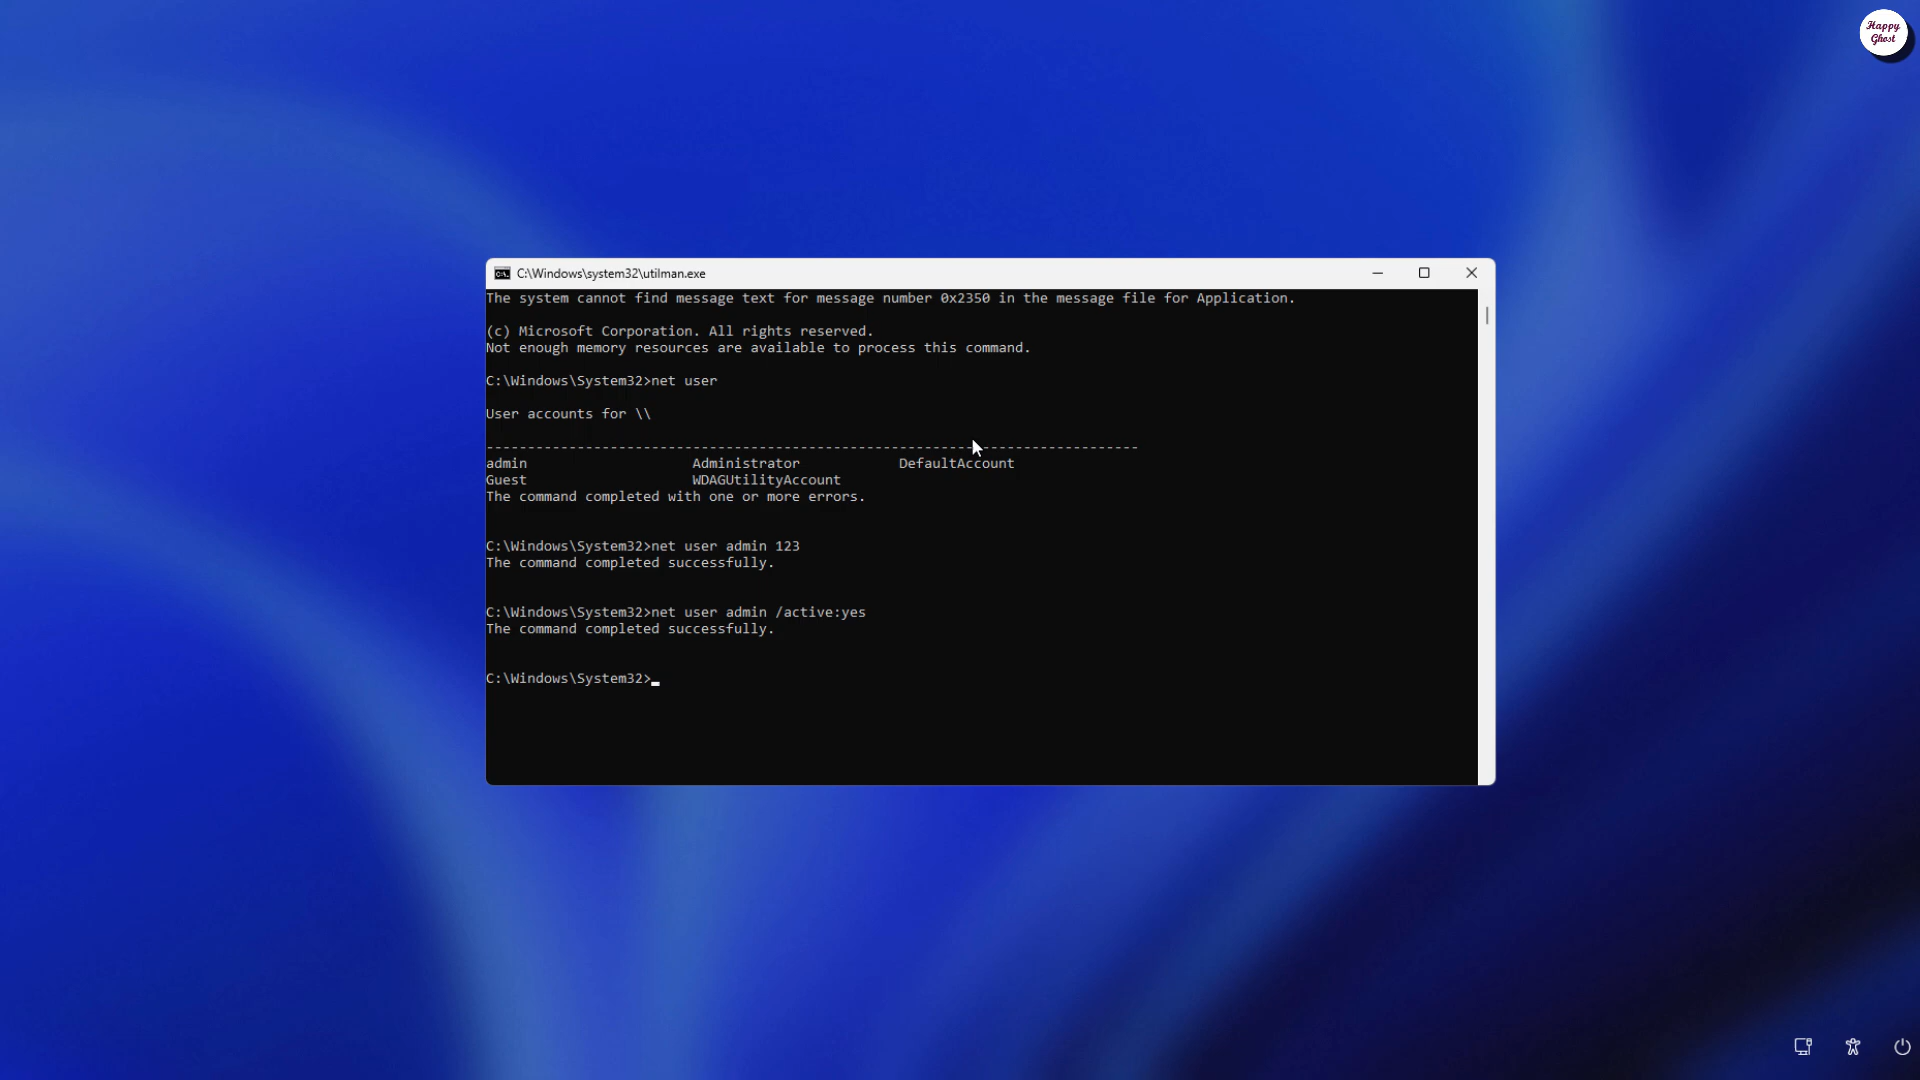 Happy
Ghost
C:\Windows\system32\utilman.exe
The system cannot find message text for message number 0x2350 in the message file for Application.
(c) Microsoft Corporation. All rights reserved.
Not enough memory resources are available to process this command.
C:\Windows\System32>net user
User accounts for \\
-------------------------------------------------------------------------------
admin                    Administrator            DefaultAccount
Guest                    WDAGUtilityAccount
The command completed with one or more errors.
C:\Windows\System32>net user admin 123
The command completed successfully.
C:\Windows\System32>net user admin /active:yes
The command completed successfully.
C:\Windows\System32>